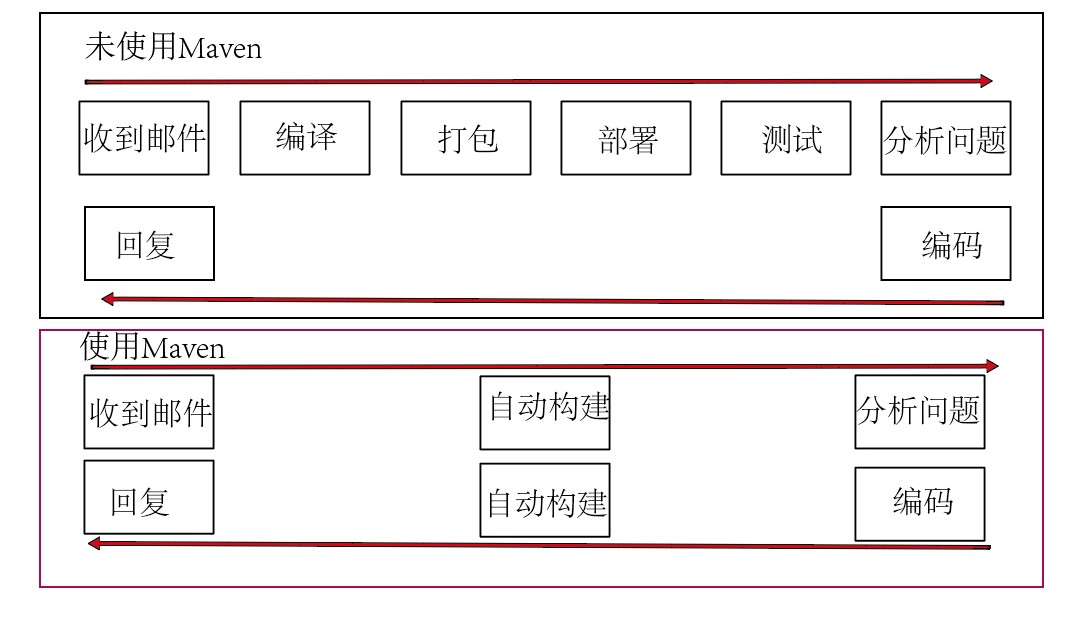 未使用Maven
收到邮件 编译 打包 部署 测试 分析问题
回复 编码
使用Maven
收到邮件 自动构建 分析问题
回复 自动构建 编码